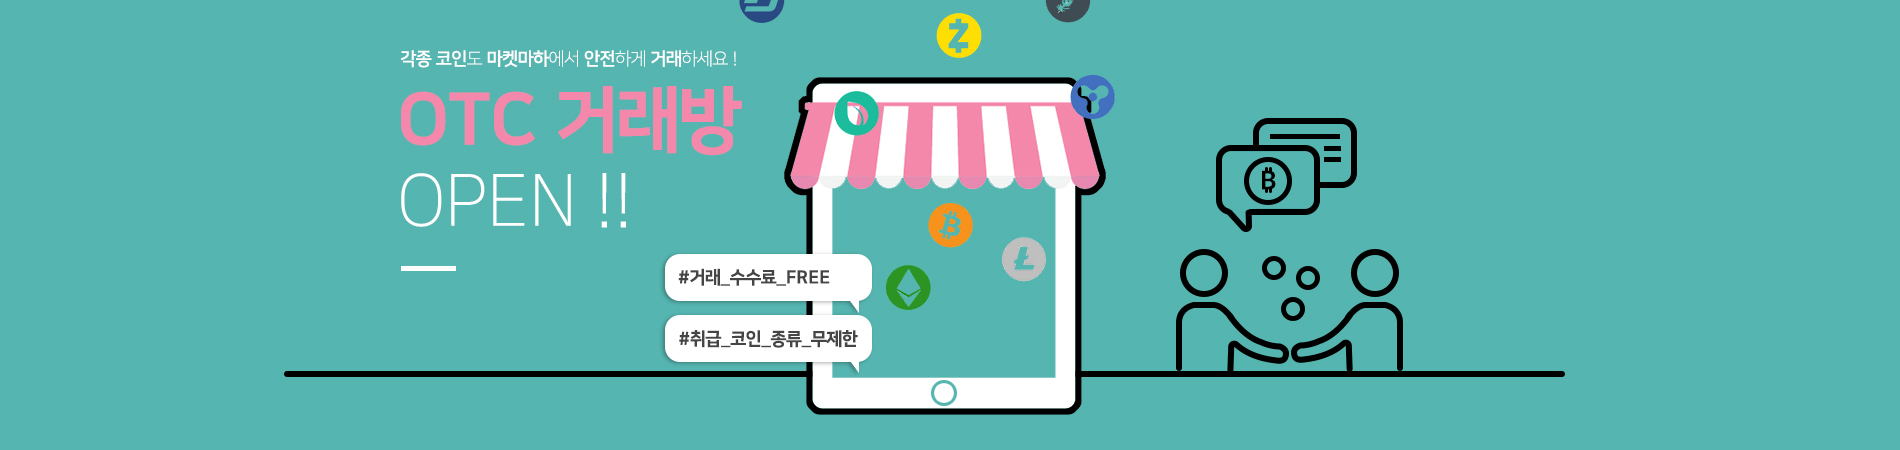 각종 코인도 마켓마하에서 안전하게 거래하세요 !
OTC 거래방
OPEN !!
#거래_수수료_FREE
#취급_코인_종류_무제한